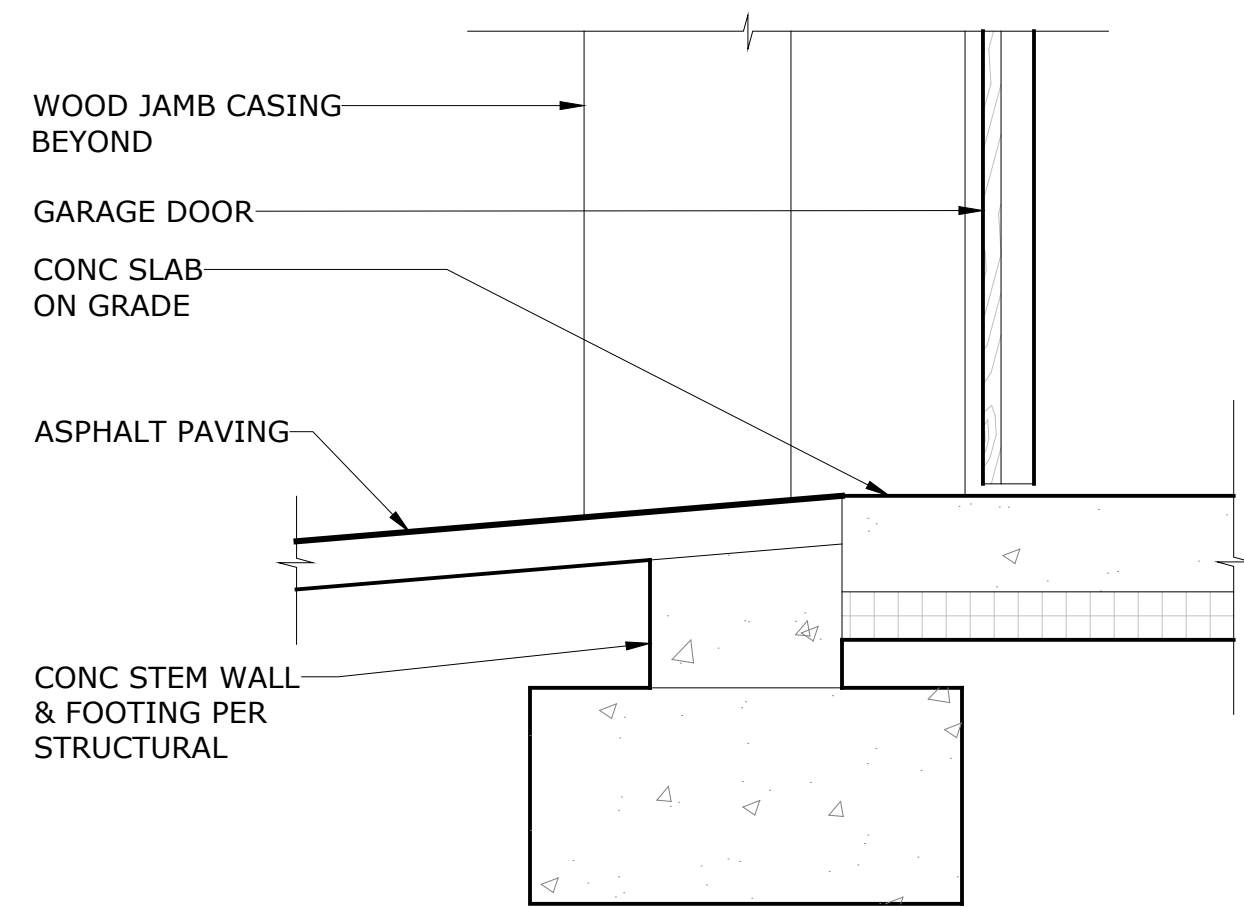 WOOD JAMB CASING
BEYOND
GARAGE DOOR
CONC SLAB
ON GRADE
ASPHALT PAVING
CONC STEM WALL
& FOOTING PER
STRUCTURAL